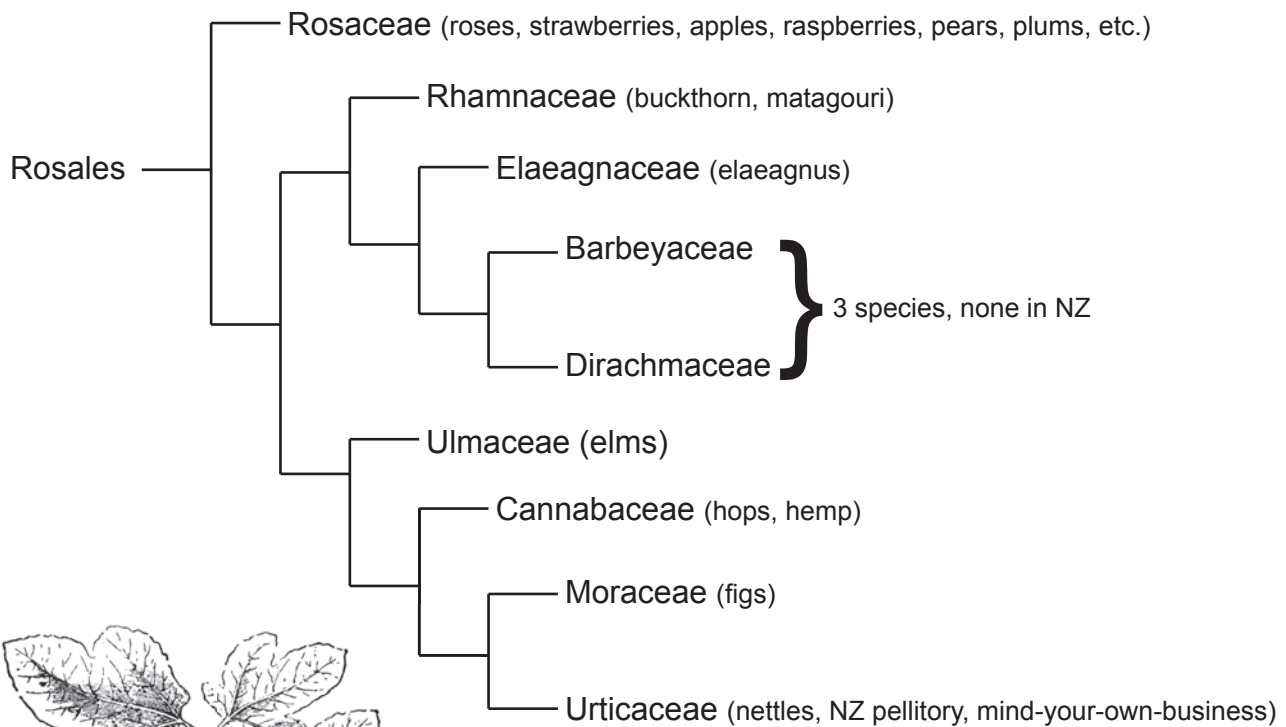 Rosaceae (roses, strawberries, apples, raspberries, pears, plums, etc.)
Rhamnaceae (buckthorn, matagouri)
Rosales
Elaeagnaceae (elaeagnus)
Barbeyaceae
3 species, none in NZ
Dirachmaceae
Ulmaceae (elms)
Cannabaceae (hops, hemp)
Moraceae (figs)
Urticaceae (nettles, NZ pellitory, mind-your-own-business)